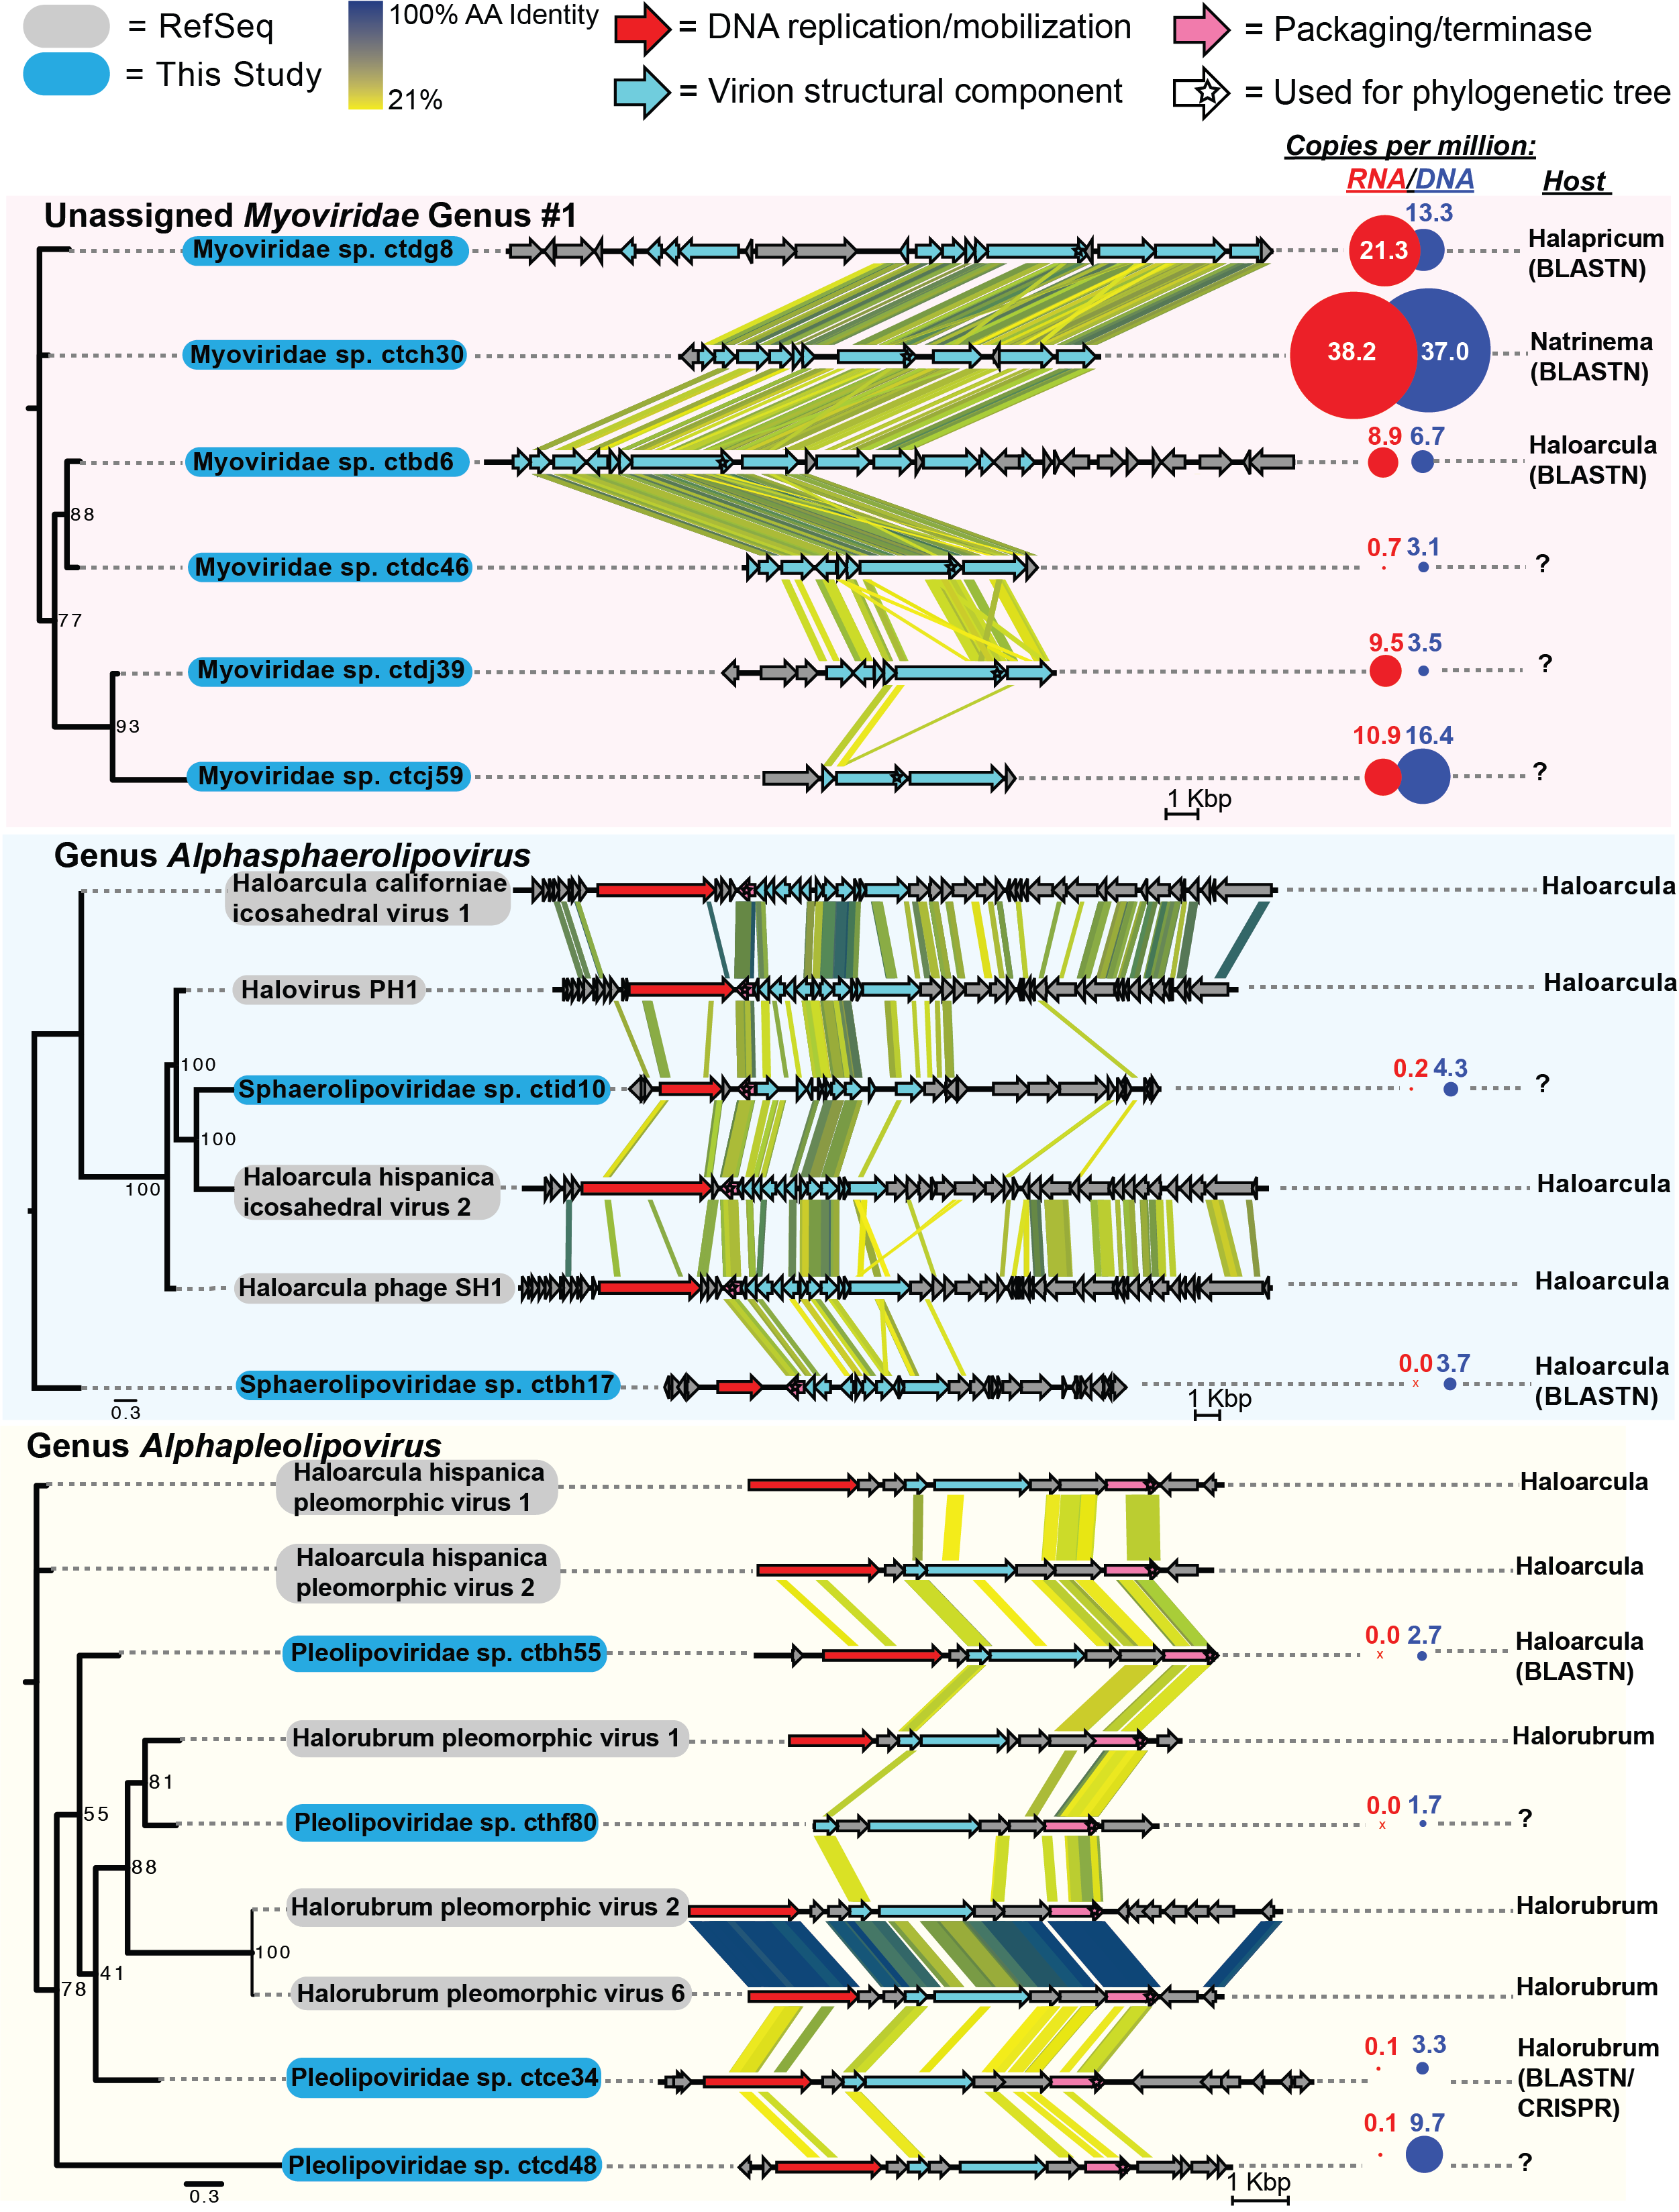 = RefSeq
= This Study
100% AA Identity
21%
= DNA replication/mobilization
= Virion structural component
= Packaging/terminase
= Used for phylogenetic tree
Copies per million:
RNA/DNA
Host
Unassigned Myoviridae Genus #1
Myoviridae sp. ctdg8
21.3
13.3
Halapricum
(BLASTN)
Myoviridae sp. ctch30
38.2
37.0
Natrinema
(BLASTN)
Myoviridae sp. ctbd6
8.9 6.7
Haloarcula
(BLASTN)
88
Myoviridae sp. ctdc46
0.7 3.1
?
77
Myoviridae sp. ctdj39
9.5 3.5
?
93
Myoviridae sp. ctcj59
10.9 16.4
?
1 Kbp
Genus Alphasphaerolipovirus
Haloarcula californiae
icosahedral virus 1
Haloarcula
Halovirus PH1
Haloarcula
100
Sphaerolipoviridae sp. ctid10
0.2 4.3
?
100
Haloarcula hispanica
icosahedral virus 2
Haloarcula
100
Haloarcula phage SH1
Haloarcula
Sphaerolipoviridae sp. ctbh17
0.0 3.7
x
Haloarcula
(BLASTN)
0.3
1 Kbp
Genus Alphapleolipovirus
Haloarcula hispanica
pleomorphic virus 1
Haloarcula
Haloarcula hispanica
pleomorphic virus 2
Haloarcula
Pleolipoviridae sp. ctbh55
0.0 2.7
x
Haloarcula
(BLASTN)
Halorubrum pleomorphic virus 1
Halorubrum
81
55
Pleolipoviridae sp. cthf80
0.0 1.7
x
?
88
Halorubrum pleomorphic virus 2
Halorubrum
100
41
78
Halorubrum pleomorphic virus 6
Halorubrum
Pleolipoviridae sp. ctce34
0.1 3.3
Halorubrum
(BLASTN/
CRISPR)
Pleolipoviridae sp. ctcd48
0.1 9.7
?
0.3
1 Kbp